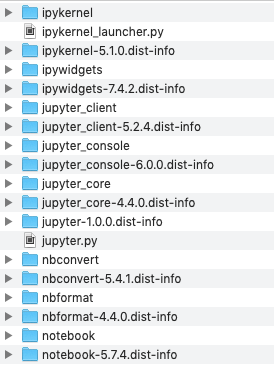 ipykernel
ipykernel_launcher.py
ipykernel-5.1.0.dist-info
ipywidgets
ipywidgets-7.4.2.dist-info
jupyter_client
jupyter_client-5.2.4.dist-info
jupyter_console
jupyter_console-6.0.0.dist-info
jupyter_core
jupyter_core-4.4.0.dist-info
jupyter-1.0.0.dist-info
jupyter.py
nbconvert
nbconvert-5.4.1.dist-info
nbformat
nbformat-4.4.0.dist-info
notebook
notebook-5.7.4.dist-info